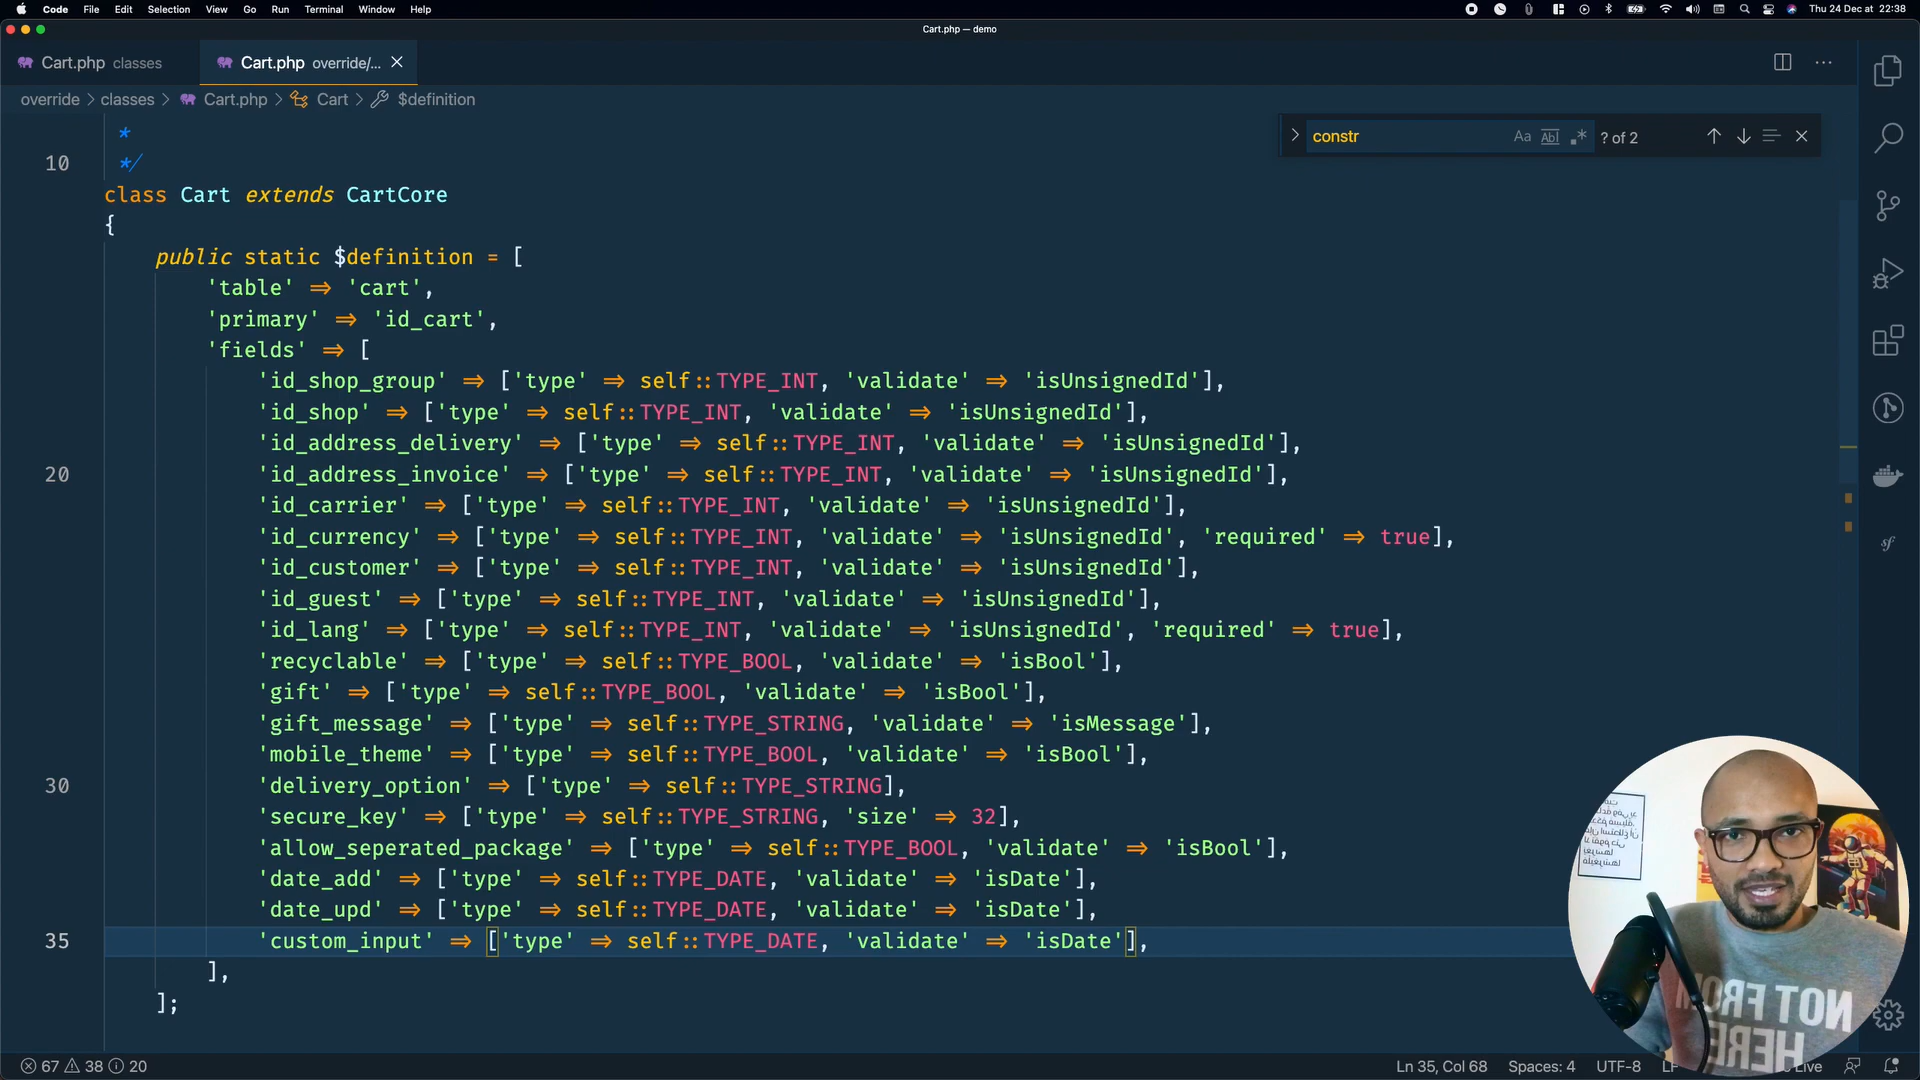 Code File Edit Selection View Go Run Terminal Window Help Thu 24 Dec at 22:38
Cart.php — demo
Cart.php classes Cart.php override/...
override > classes > Cart.php > Cart > $definition
constr Aa Abl .* ? of 2
*
10 */
class Cart extends CartCore
{
public static $definition = [
'table' => 'cart',
'primary' => 'id_cart',
'fields' => [
'id_shop_group' => ['type' => self::TYPE_INT, 'validate' => 'isUnsignedId'],
'id_shop' => ['type' => self::TYPE_INT, 'validate' => 'isUnsignedId'],
'id_address_delivery' => ['type' => self::TYPE_INT, 'validate' => 'isUnsignedId'],
20 'id_address_invoice' => ['type' => self::TYPE_INT, 'validate' => 'isUnsignedId'],
'id_carrier' => ['type' => self::TYPE_INT, 'validate' => 'isUnsignedId'],
'id_currency' => ['type' => self::TYPE_INT, 'validate' => 'isUnsignedId', 'required' => true],
'id_customer' => ['type' => self::TYPE_INT, 'validate' => 'isUnsignedId'],
'id_guest' => ['type' => self::TYPE_INT, 'validate' => 'isUnsignedId'],
'id_lang' => ['type' => self::TYPE_INT, 'validate' => 'isUnsignedId', 'required' => true],
'recyclable' => ['type' => self::TYPE_BOOL, 'validate' => 'isBool'],
'gift' => ['type' => self::TYPE_BOOL, 'validate' => 'isBool'],
'gift_message' => ['type' => self::TYPE_STRING, 'validate' => 'isMessage'],
'mobile_theme' => ['type' => self::TYPE_BOOL, 'validate' => 'isBool'],
30 'delivery_option' => ['type' => self::TYPE_STRING],
'secure_key' => ['type' => self::TYPE_STRING, 'size' => 32],
'allow_seperated_package' => ['type' => self::TYPE_BOOL, 'validate' => 'isBool'],
'date_add' => ['type' => self::TYPE_DATE, 'validate' => 'isDate'],
'date_upd' => ['type' => self::TYPE_DATE, 'validate' => 'isDate'],
35 'custom_input' => ['type' => self::TYPE_DATE, 'validate' => 'isDate'],
],
];
NOT FROM
HERE
67 38 20 Ln 35, Col 68 Spaces: 4 UTF-8 Live